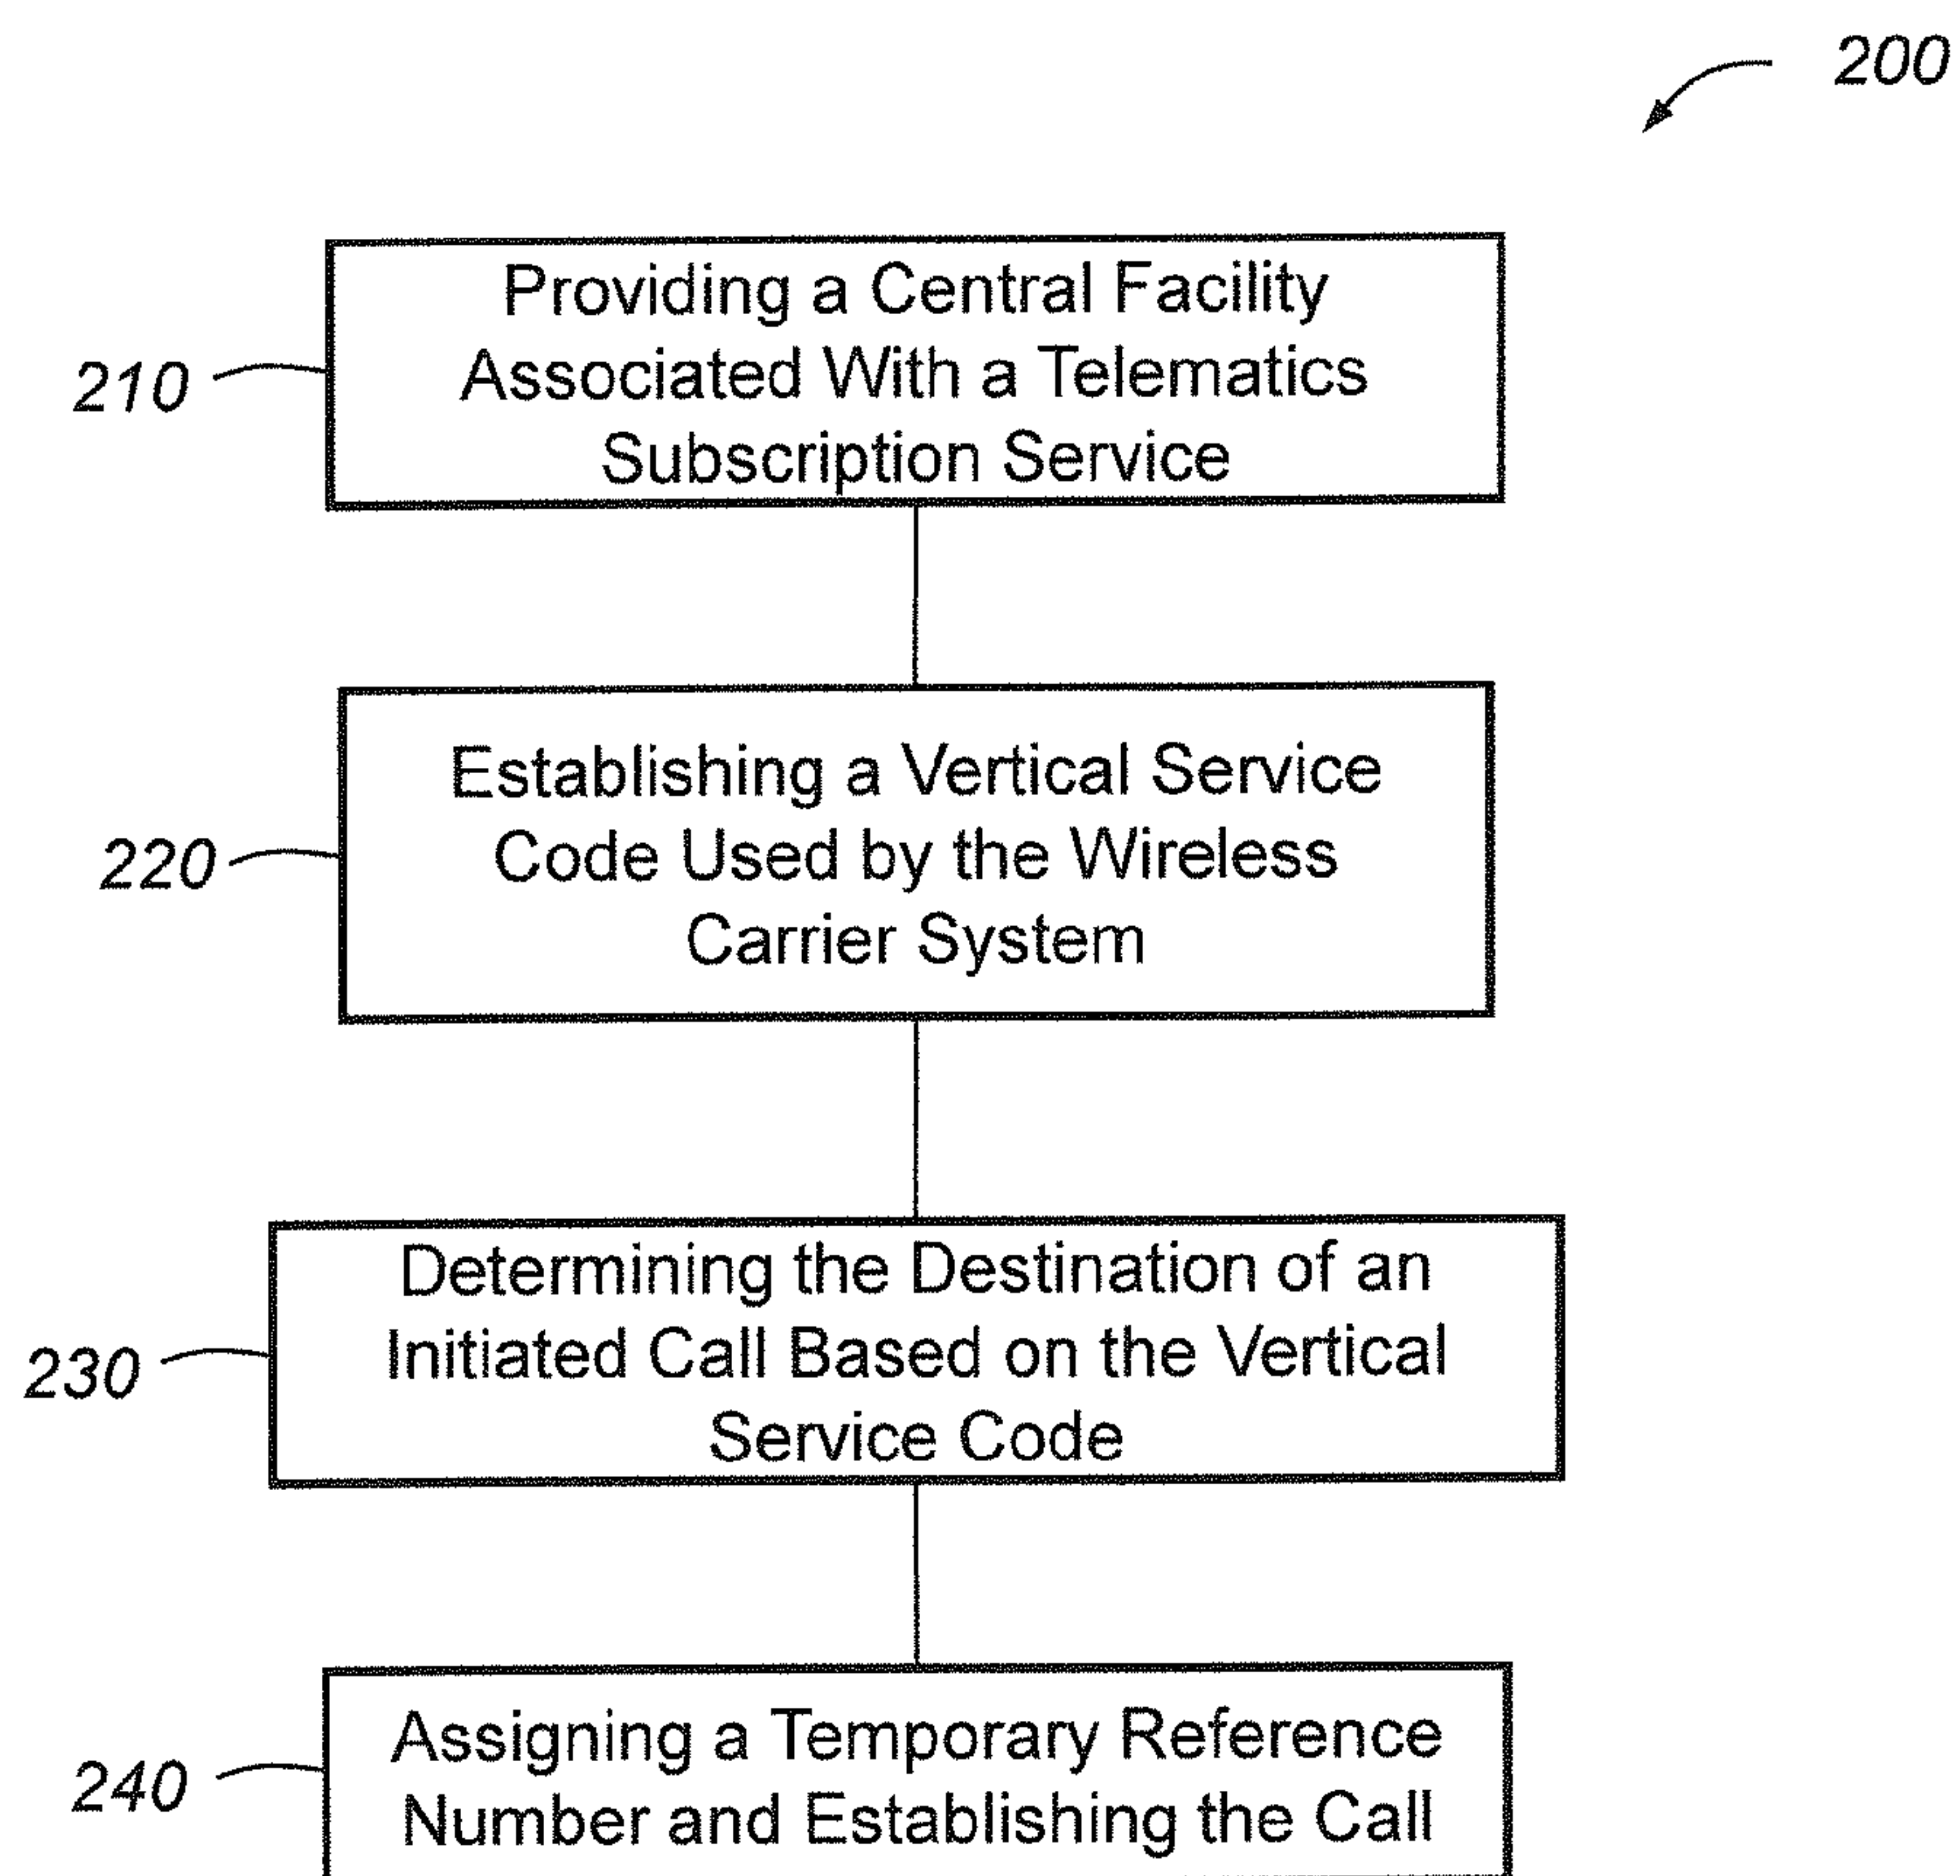 200
Providing a Central Facility
Associated With a Telematics
Subscription Service
210
Establishing a Vertical Service
Code Used by the Wireless
Carrier System
220
Determining the Destination of an
Initiated Call Based on the Vertical
Service Code
230
Assigning a Temporary Reference
Number and Establishing the Call
240